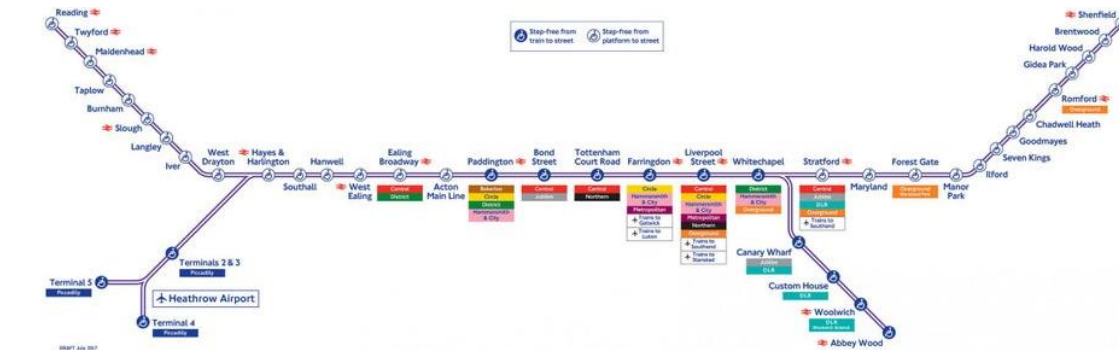 Reading
Twyford
Maidenhead
Taplow
Burnham
Slough
Langley
Iver
West
Drayton
Hayes &
Harlington
Southall
Hanwell
West
Ealing
Ealing
Broadway
Central
District
Acton
Main Line
Paddington
Bakerloo
Circle
District
Hammersmith
& City
Bond
Street
Central
Jubilee
Tottenham
Court Road
Central
Northern
Farringdon
Circle
Hammersmith
& City
Metropolitan
Trains to
Gatwick
Trains to
Luton
Liverpool
Street
Central
Circle
Hammersmith
& City
Metropolitan
Northern
Overground
Trains to
Southend
Trains to
Stansted
Whitechapel
District
Hammersmith
& City
Overground
Stratford
Central
Jubilee
DLR
Overground
Trains to
Southend
Maryland
Forest Gate
Overground
Manor
Park
Ilford
Seven Kings
Goodmayes
Chadwell Heath
Romford
Overground
Gidea Park
Harold Wood
Brentwood
Shenfield
Step-free from
train to street
Step-free from
platform to street
Terminals 2 & 3
Piccadilly
Terminal 5
Piccadilly
Heathrow Airport
Terminal 4
Piccadilly
Canary Wharf
Jubilee
DLR
Custom House
DLR
Woolwich
DLR
Abbey Wood
DRAFT July 2017